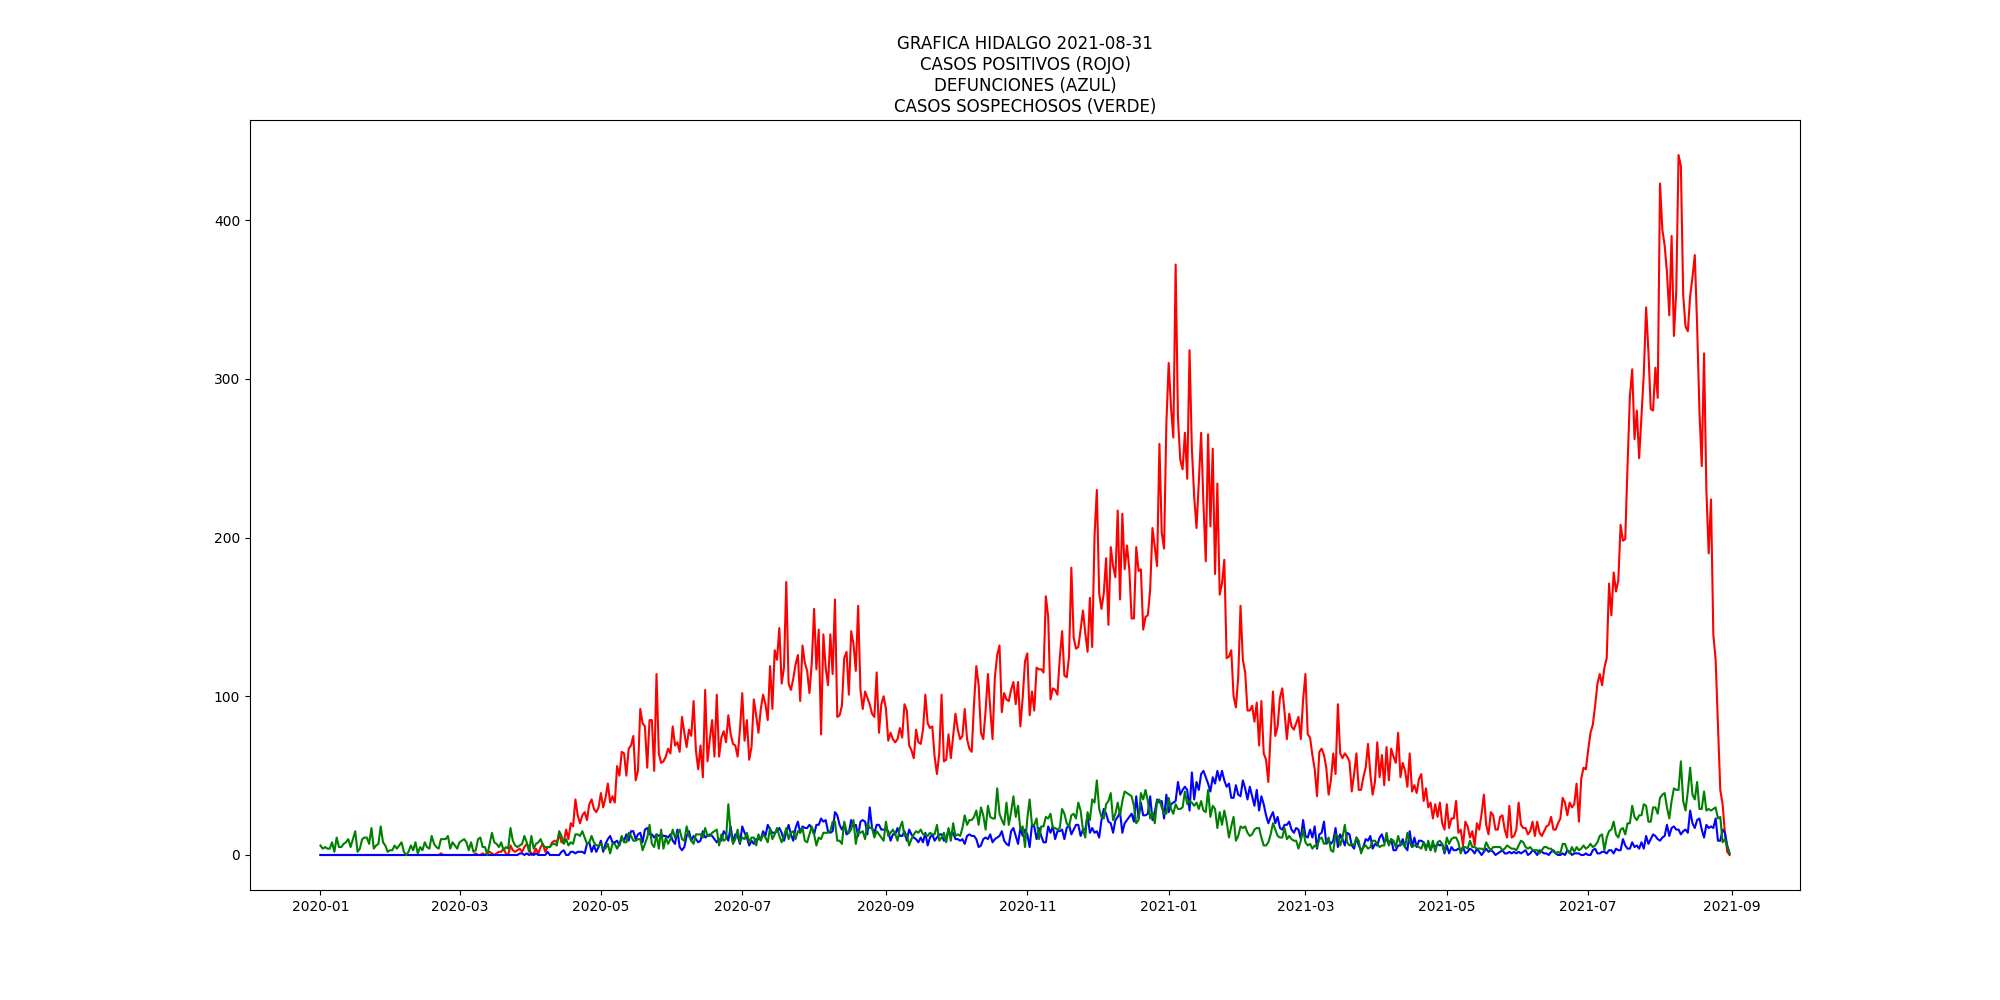 GRAFICA HIDALGO 2021-08-31
CASOS POSITIVOS (ROJO)
DEFUNCIONES (AZUL)
CASOS SOSPECHOSOS (VERDE)
400
300
200
100
0
2020-01 2020-03 2020-05 2020-07 2020-09 2020-11 2021-01 2021-03 2021-05 2021-07 2021-09